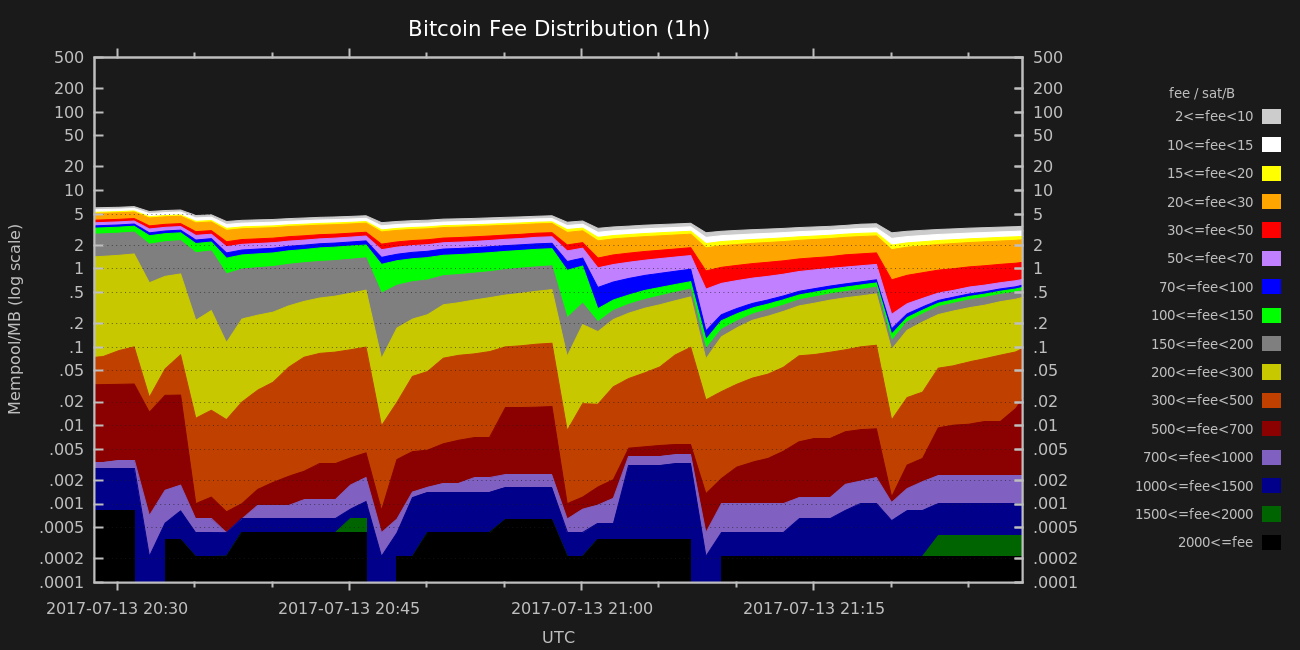 Bitcoin Fee Distribution (1h)
500 500
200 200
100 100
50 50
20 20
10 10
5 5
2 2
1 1
.5 .5
.2 .2
.1 .1
.05 .05
.02 .02
.01 .01
.005 .005
.002 .002
.001 .001
.0005 .0005
.0002 .0002
.0001 .0001
Mempool/MB (log scale)
2017-07-13 20:30 2017-07-13 20:45 2017-07-13 21:00 2017-07-13 21:15
UTC
fee / sat/B
2<=fee<10
10<=fee<15
15<=fee<20
20<=fee<30
30<=fee<50
50<=fee<70
70<=fee<100
100<=fee<150
150<=fee<200
200<=fee<300
300<=fee<500
500<=fee<700
700<=fee<1000
1000<=fee<1500
1500<=fee<2000
2000<=fee